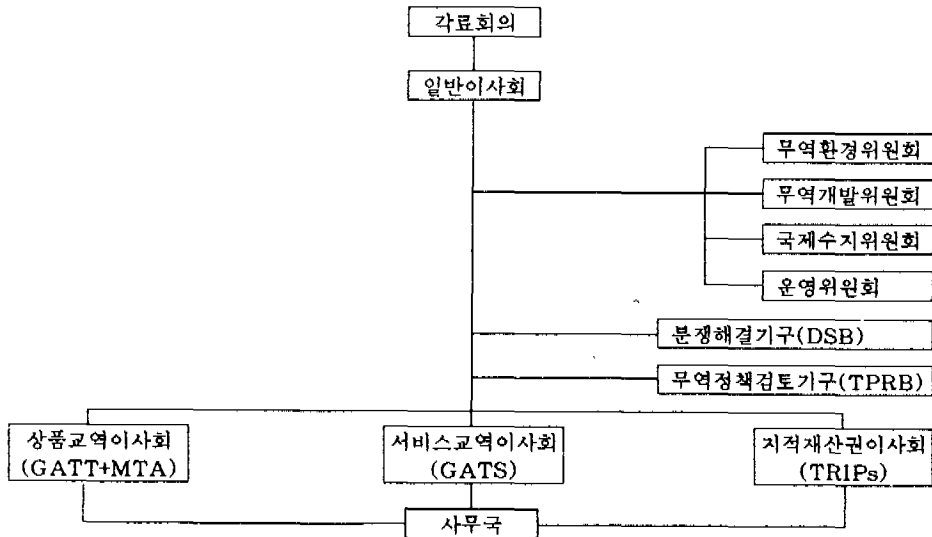 각료회의
일반이사회
무역환경위원회
무역개발위원회
국제수지위원회
운영위원회
분쟁해결기구(DSB)
무역정책검토기구(TPRB)
상품교역이사회
(GATT+MTA)
서비스교역이사회
(GATS)
지적재산권이사회
(TRIPs)
사무국